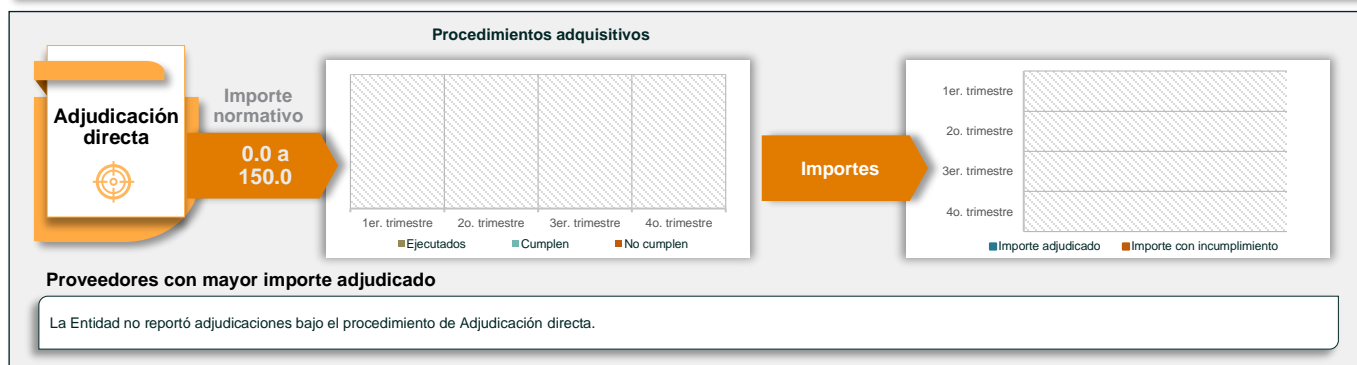 Procedimientos adquisitivos
Adjudicación
directa
Importe
normativo
0.0 a
150.0
1er. trimestre
2o. trimestre
3er. trimestre
4o. trimestre
Ejecutados
Cumplen
No cumplen
Importes
1er. trimestre
2o. trimestre
3er. trimestre
4o. trimestre
Importe adjudicado
Importe con incumplimiento
Proveedores con mayor importe adjudicado
La Entidad no reportó adjudicaciones bajo el procedimiento de Adjudicación directa.